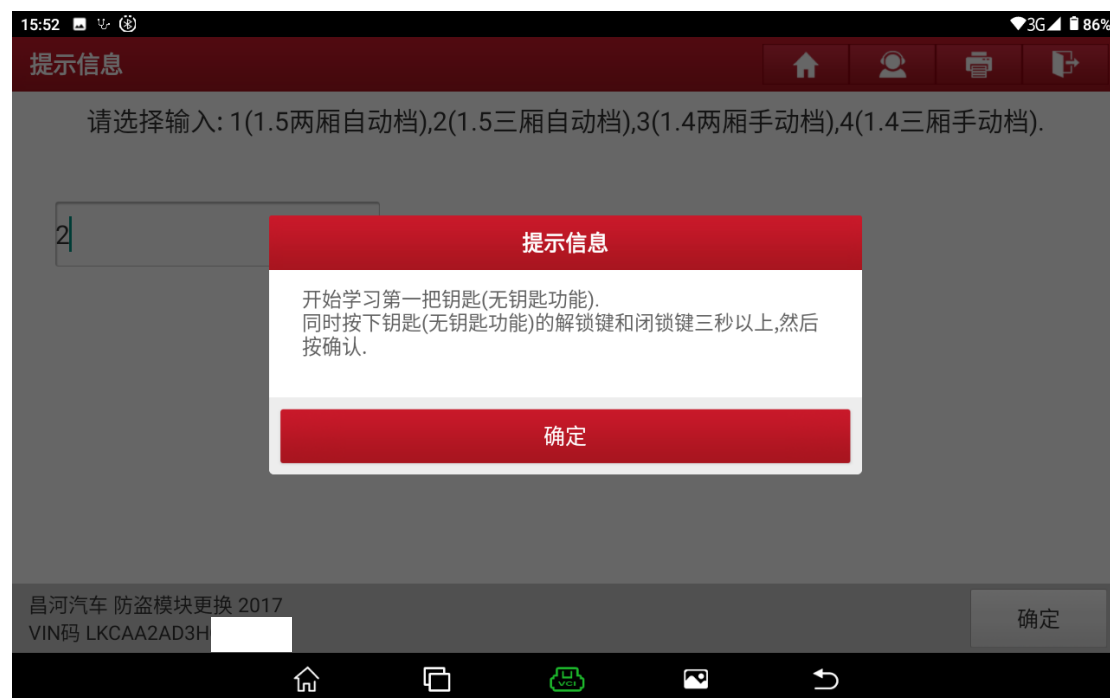 15:52
3G 86%
提示信息
请选择输入: 1(1.5两厢自动档),2(1.5三厢自动档),3(1.4两厢手动档),4(1.4三厢手动档).
2
提示信息
开始学习第一把钥匙(无钥匙功能).
同时按下钥匙(无钥匙功能)的解锁键和闭锁键三秒以上,然后
按确认.
确定
昌河汽车 防盗模块更换 2017
VIN码 LKCAA2AD3H
确定
VCI